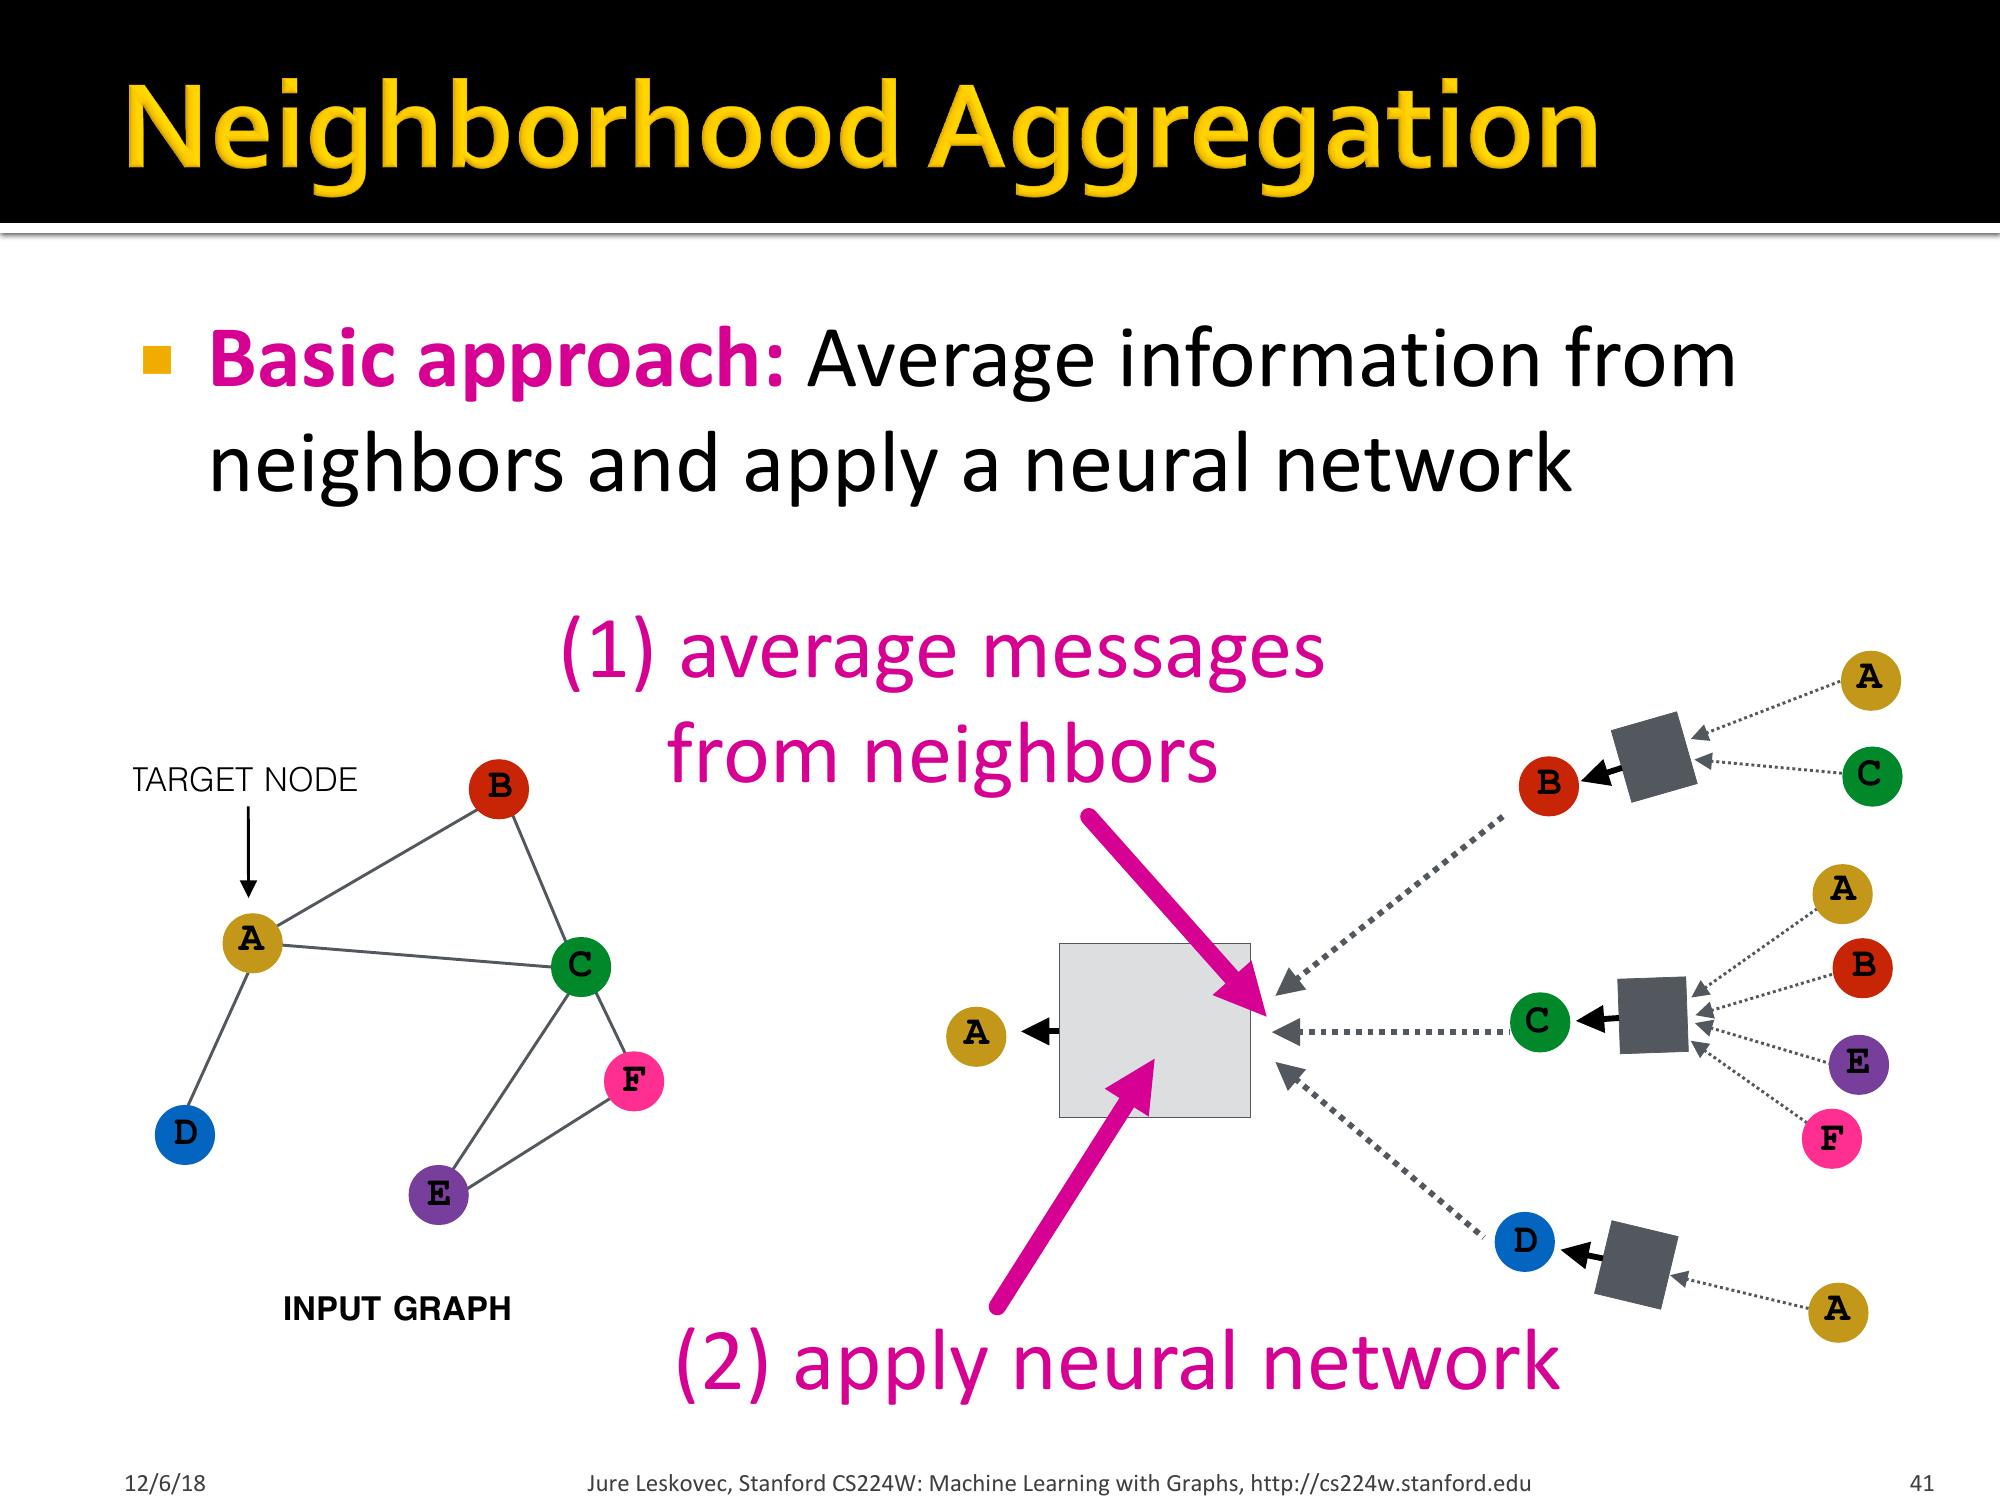 Neighborhood Aggregation
Basic approach: Average information from
neighbors and apply a neural network
(1) average messages
from neighbors
TARGET NODE
B
A
C
F
D
E
INPUT GRAPH
A
B
C
D
A
C
A
B
E
F
A
(2) apply neural network
12/6/18
Jure Leskovec, Stanford CS224W: Machine Learning with Graphs, http://cs224w.stanford.edu
41